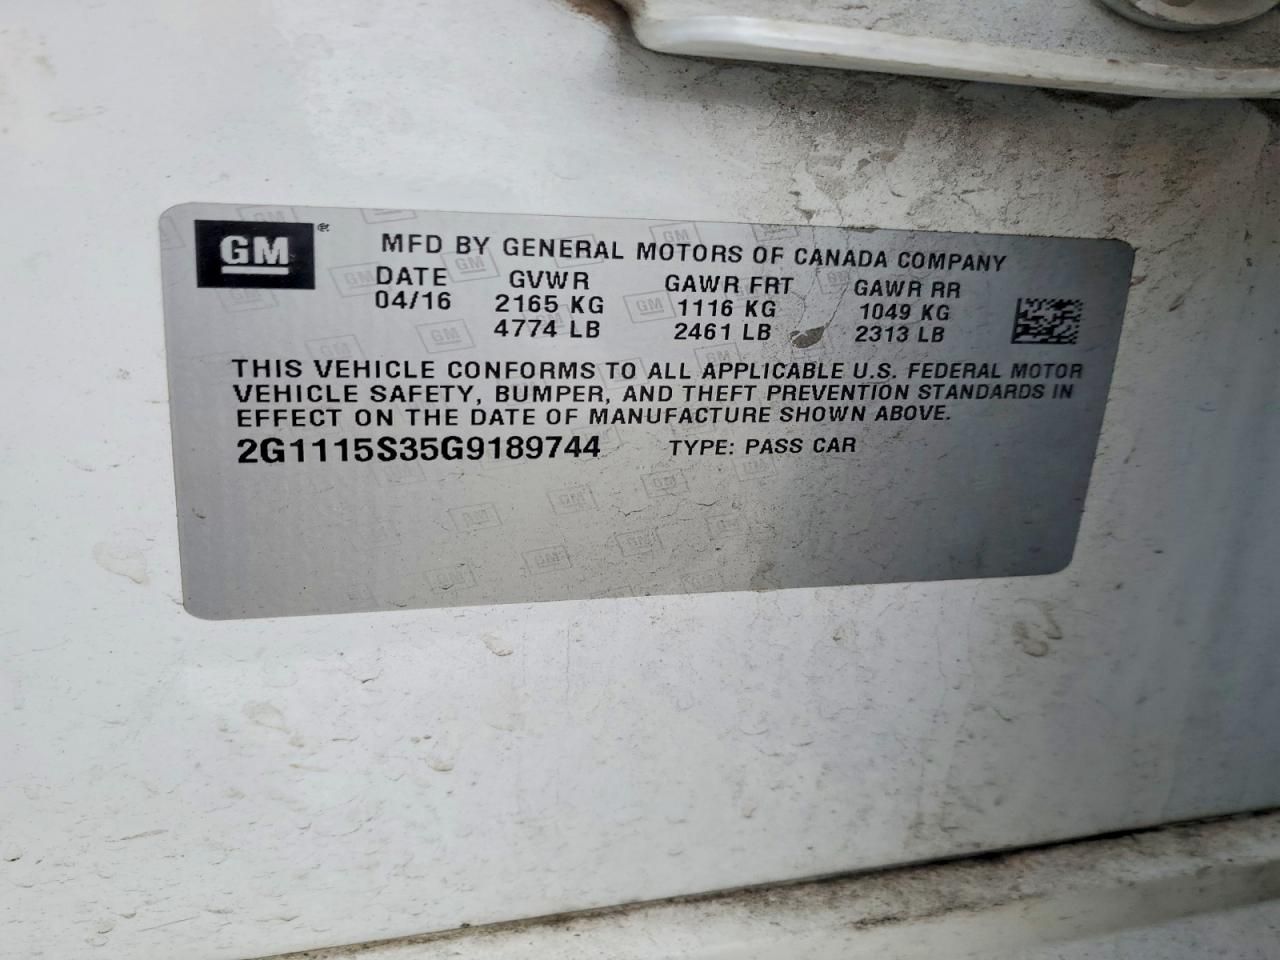 GM®
MFD BY GENERAL MOTORS OF CANADA COMPANY
DATE GVWR GAWR FRT GAWR RR
04/16 2165 KG 1116 KG 1049 KG
4774 LB 2461 LB 2313 LB
THIS VEHICLE CONFORMS TO ALL APPLICABLE U.S. FEDERAL MOTOR
VEHICLE SAFETY, BUMPER, AND THEFT PREVENTION STANDARDS IN
EFFECT ON THE DATE OF MANUFACTURE SHOWN ABOVE.
2G1115S35G9189744 TYPE: PASS CAR